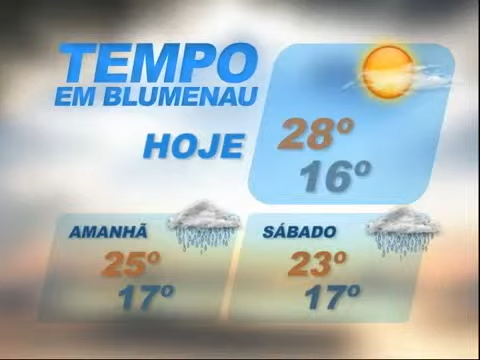 TEMPO
EM BLUMENAU
HOJE
28º
16º
AMANHÃ
25º
17º
SÁBADO
23º
17º